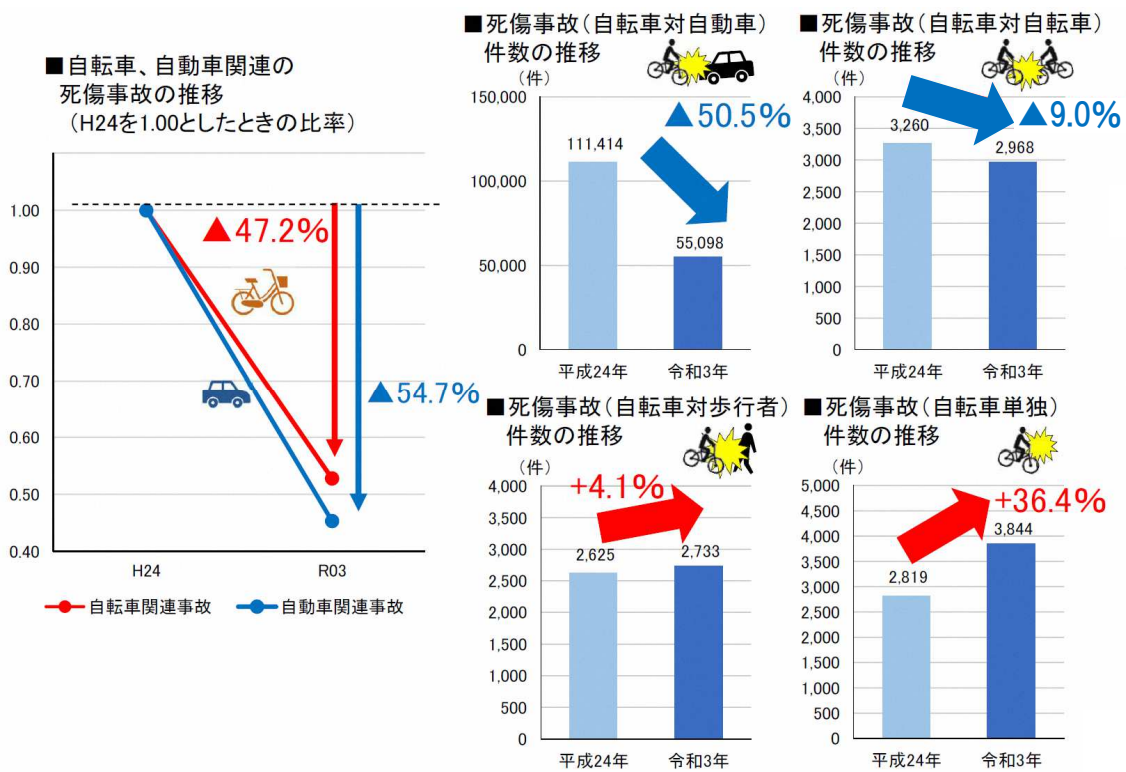 ■自転車、自動車関連の
死傷事故の推移
（H24を1.00としたときの比率）
1.00
0.90
0.80
0.70
0.60
0.50
0.40
▲47.2%
▲54.7%
H24
R03
自転車関連事故
自動車関連事故
■死傷事故（自転車対自動車）
件数の推移
（件）
150,000
100,000
50,000
0
▲50.5%
111,414
55,098
平成24年
令和3年
■死傷事故（自転車対自転車）
件数の推移
（件）
4,000
3,500
3,000
2,500
2,000
1,500
1,000
500
0
▲9.0%
3,260
2,968
平成24年
令和3年
■死傷事故（自転車対歩行者）
件数の推移
（件）
4,000
3,500
3,000
2,500
2,000
1,500
1,000
500
0
+4.1%
2,625
2,733
平成24年
令和3年
■死傷事故（自転車単独）
件数の推移
（件）
5,000
4,500
4,000
3,500
3,000
2,500
2,000
1,500
1,000
500
0
+36.4%
2,819
3,844
平成24年
令和3年